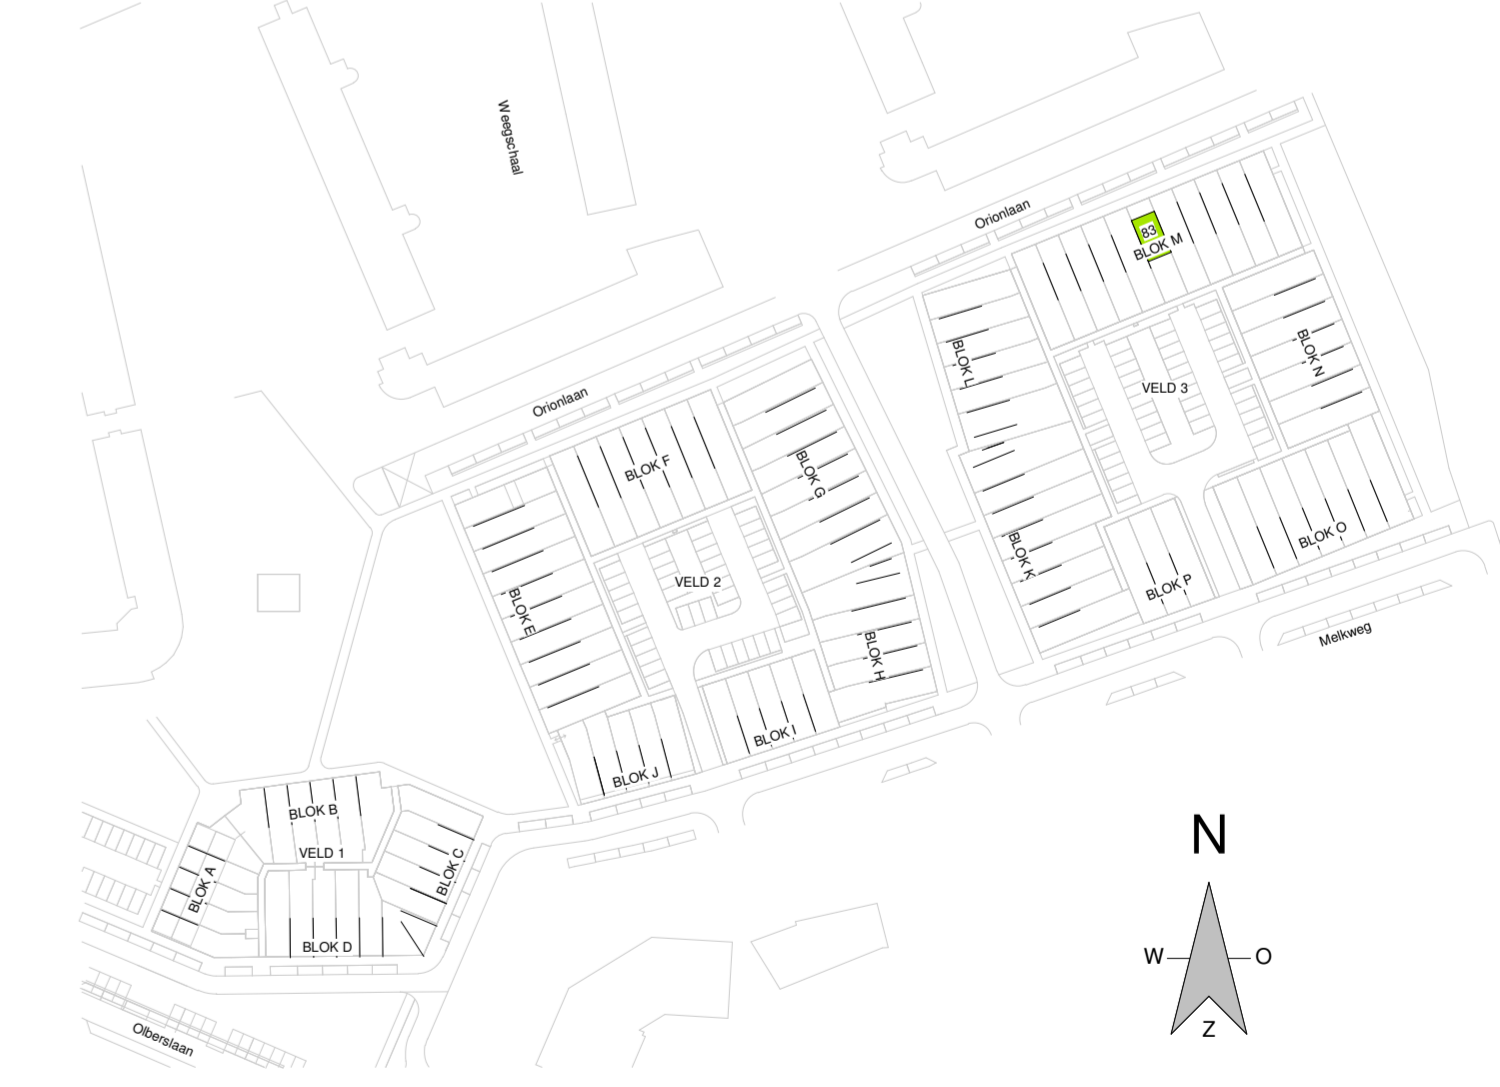 Weegschaal
Orionlaan
83
BLOK M
BLOK L
BLOK N
VELD 3
Orionlaan
BLOK F
BLOK G
BLOK K
BLOK O
VELD 2
BLOK E
BLOK P
BLOK H
Melkweg
BLOK I
BLOK J
BLOK B
VELD 1
BLOK C
BLOK A
BLOK D
Olberslaan
N
W
O
Z